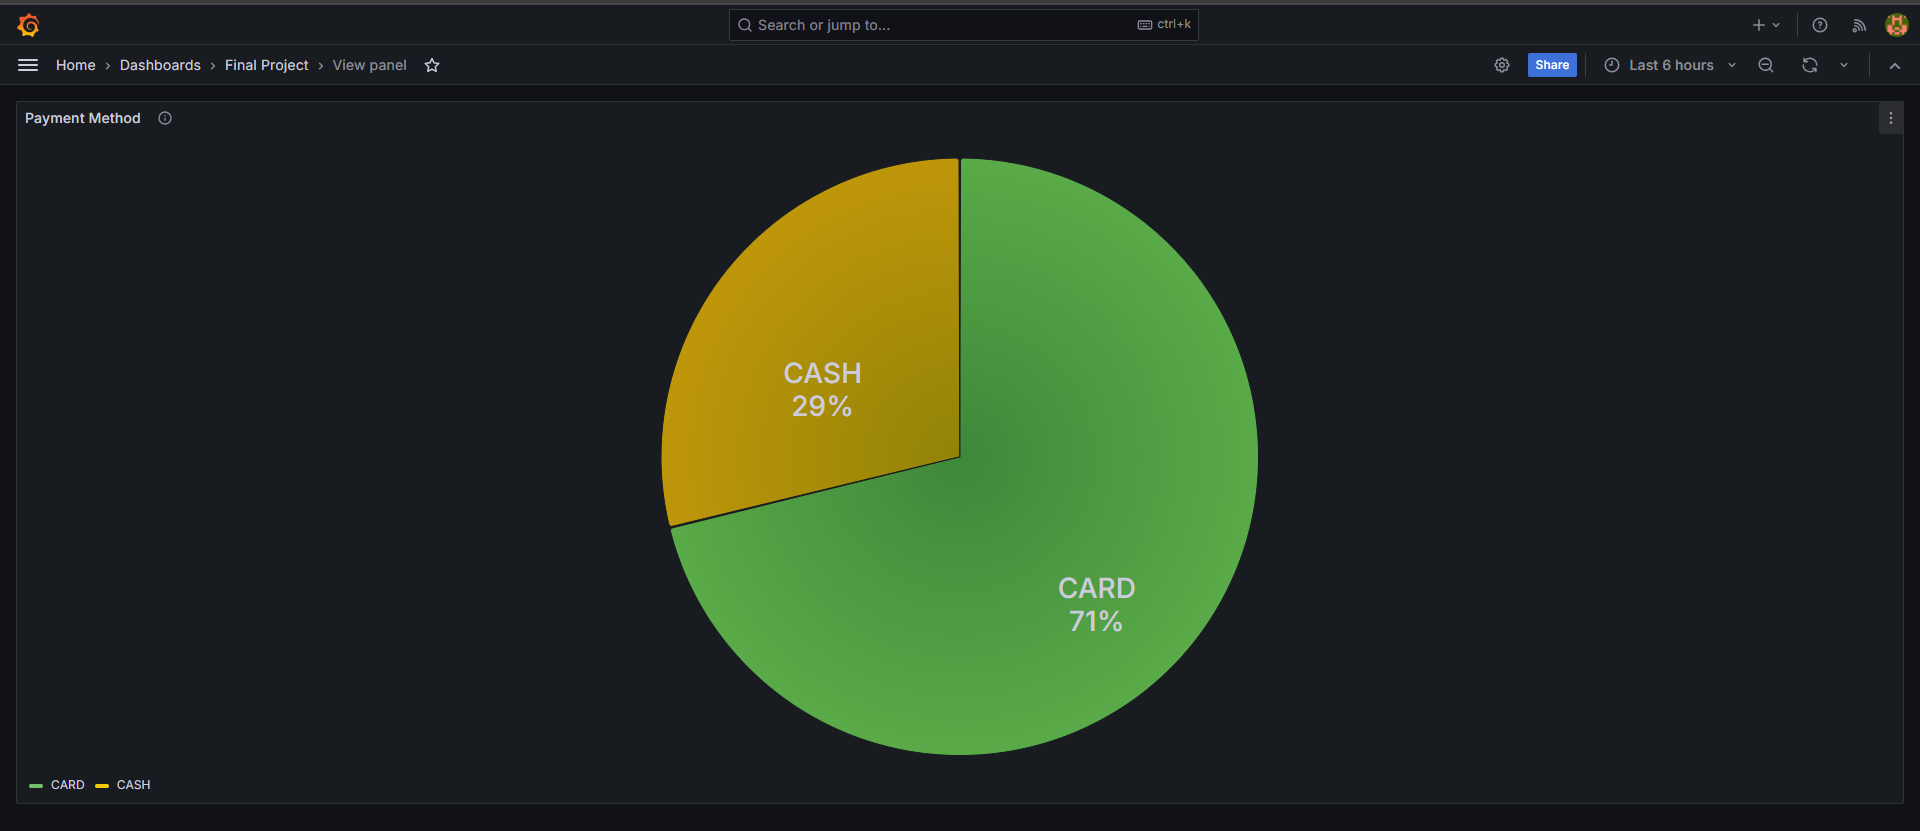 Search or jump to...
ctrl+k
Home › Dashboards › Final Project › View panel
Share
Last 6 hours
Payment Method
CASH
29%
CARD
71%
CARD CASH